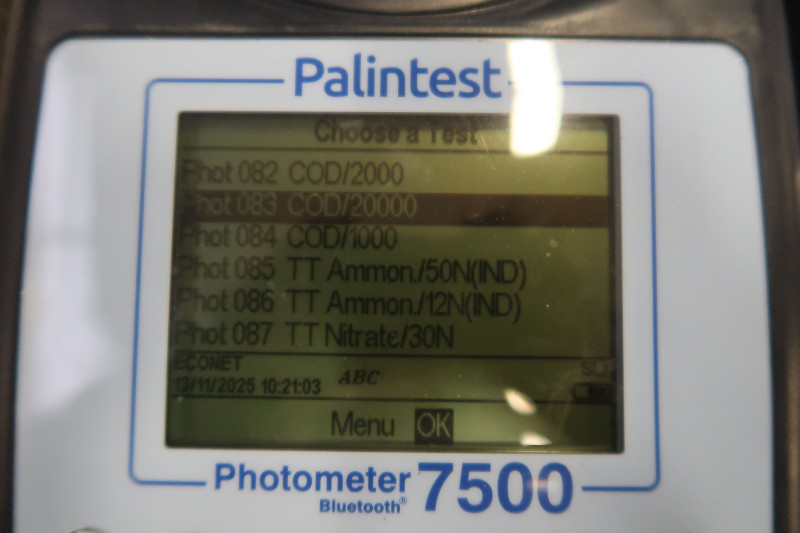 Palintest
Choose a Test
Phot 082 COD/2000
Phot 083 COD/20000
Phot 084 COD/1000
Phot 085 TT Ammon./50N(IND)
Phot 086 TT Ammon./12N(IND)
Phot 087 TT Nitrate/30N
ECONET
13/11/2025 10:21:03 ABC
Menu OK
Photometer 7500
Bluetooth®